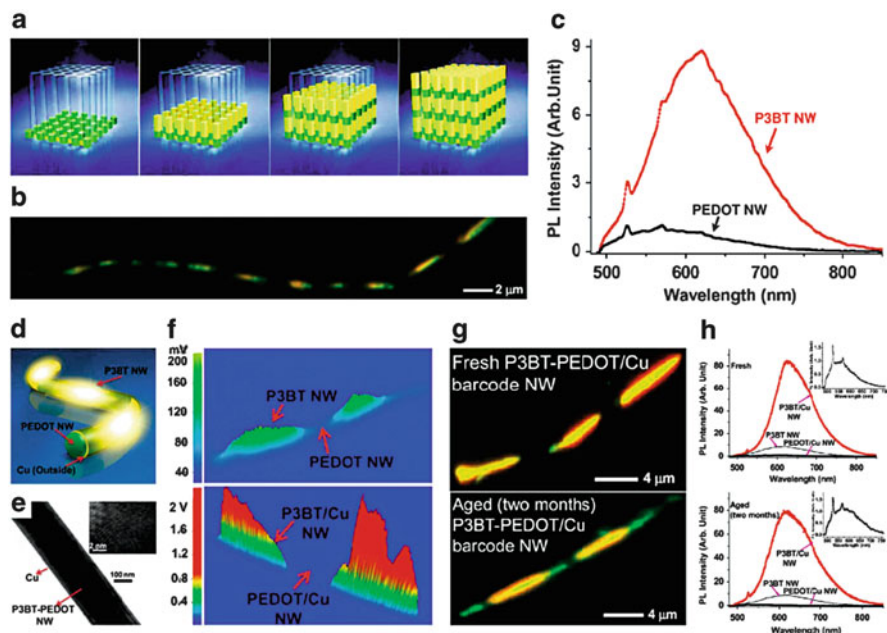 a
b
2 μm
c
PL Intensity (Arb.Unit)
9
6
3
0
P3BT NW
PEDOT NW
500 600 700 800
Wavelength (nm)
d
P3BT NW
PEDOT NW
Cu (Outside)
e
Cu
100 nm
P3BT-PEDOT
NW
f
mV
200
160
120
80
40
P3BT NW
PEDOT NW
2 V
1.6
1.2
0.8
0.4
P3BT/Cu
NW
PEDOT/Cu
NW
g
Fresh P3BT-PEDOT/Cu
barcode NW
4 μm
Aged (two months)
P3BT-PEDOT/Cu
barcode NW
4 μm
h
PL Intensity (Arb. Unit)
100
80
60
40
20
0
Fresh
P3BT/Cu
NW
P3BT NW
PEDOT/Cu NW
500 600 700 800
Wavelength (nm)
PL Intensity (Arb. Unit)
100
80
60
40
20
0
Aged
(two months)
P3BT/Cu
NW
P3BT NW
PEDOT/Cu NW
500 600 700 800
Wavelength (nm)